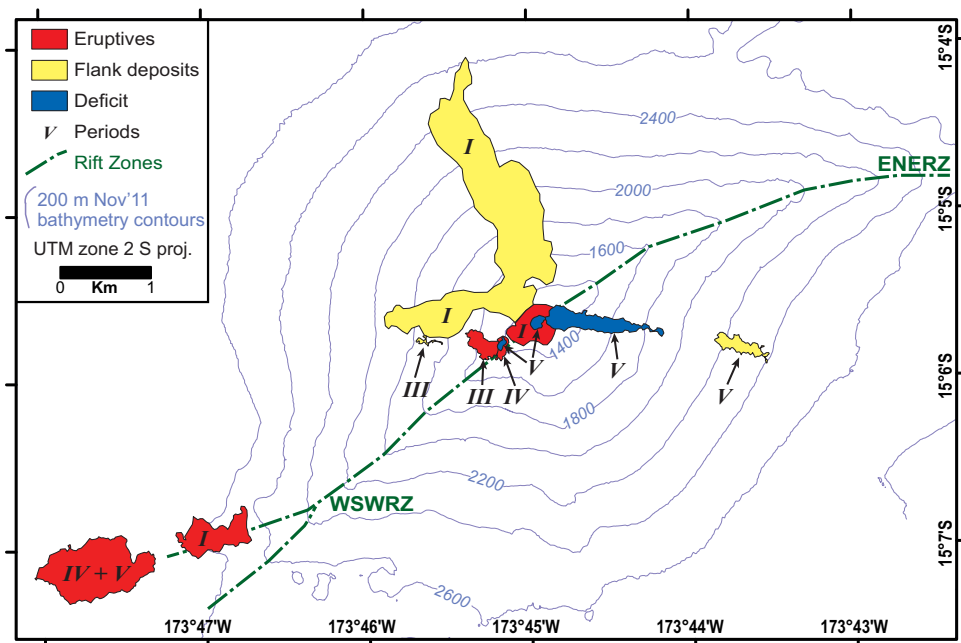 Eruptives
Flank deposits
Deficit
V Periods
Rift Zones
200 m Nov'11
bathymetry contours
UTM zone 2 S proj.
0 Km 1
15°4'S
2400
I
ENERZ
2000
15°5'S
1600
I
I
1400
V
V
V
III
III
IV
15°6'S
1800
2200
WSWRZ
I
IV + V
15°7'S
2600
173°47'W
173°46'W
173°45'W
173°44'W
173°43'W